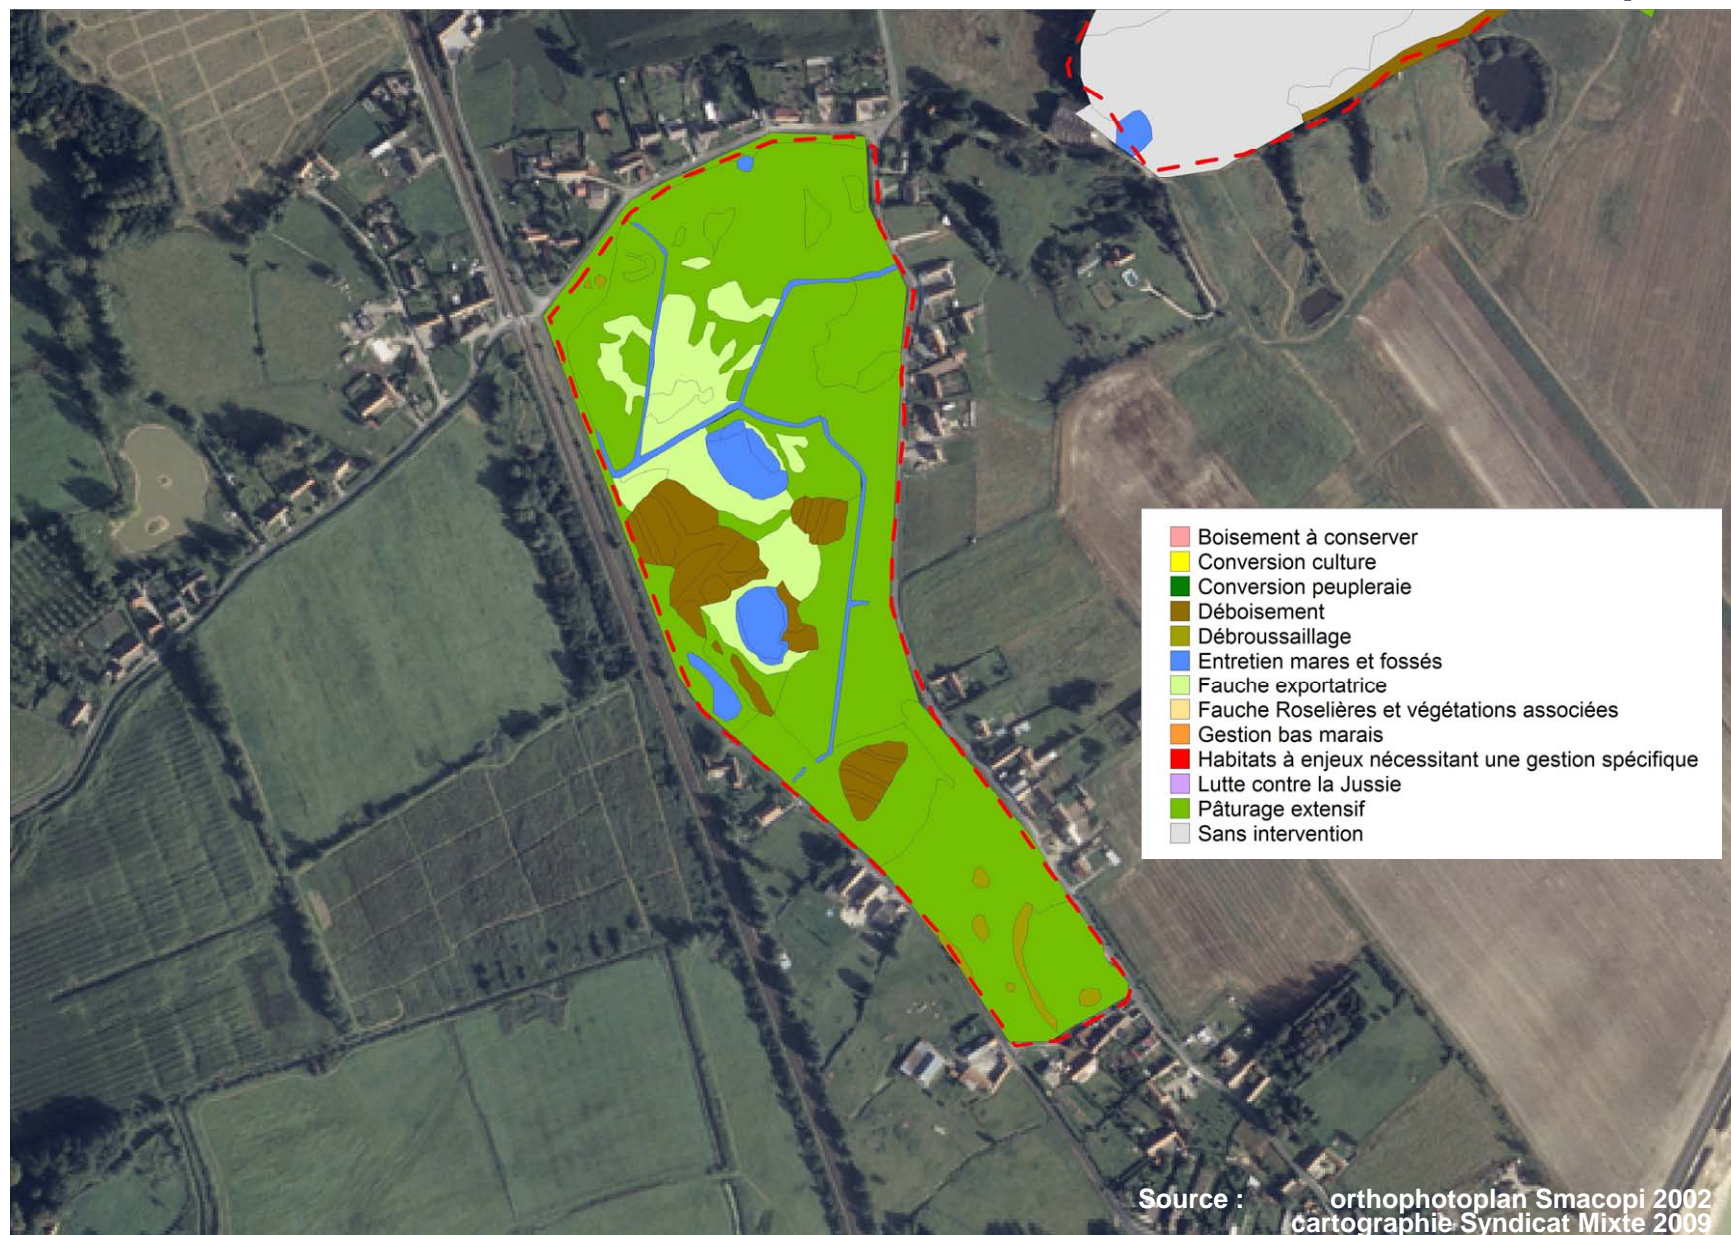 Boisement à conserver
Conversion culture
Conversion peupleraie
Déboisement
Débroussaillage
Entretien mares et fossés
Fauche exportatrice
Fauche Roselières et végétations associées
Gestion bas marais
Habitats à enjeux nécessitant une gestion spécifique
Lutte contre la Jussie
Pâturage extensif
Sans intervention
Source : orthophotoplan Smacopi 2002
cartographie Syndicat Mixte 2009